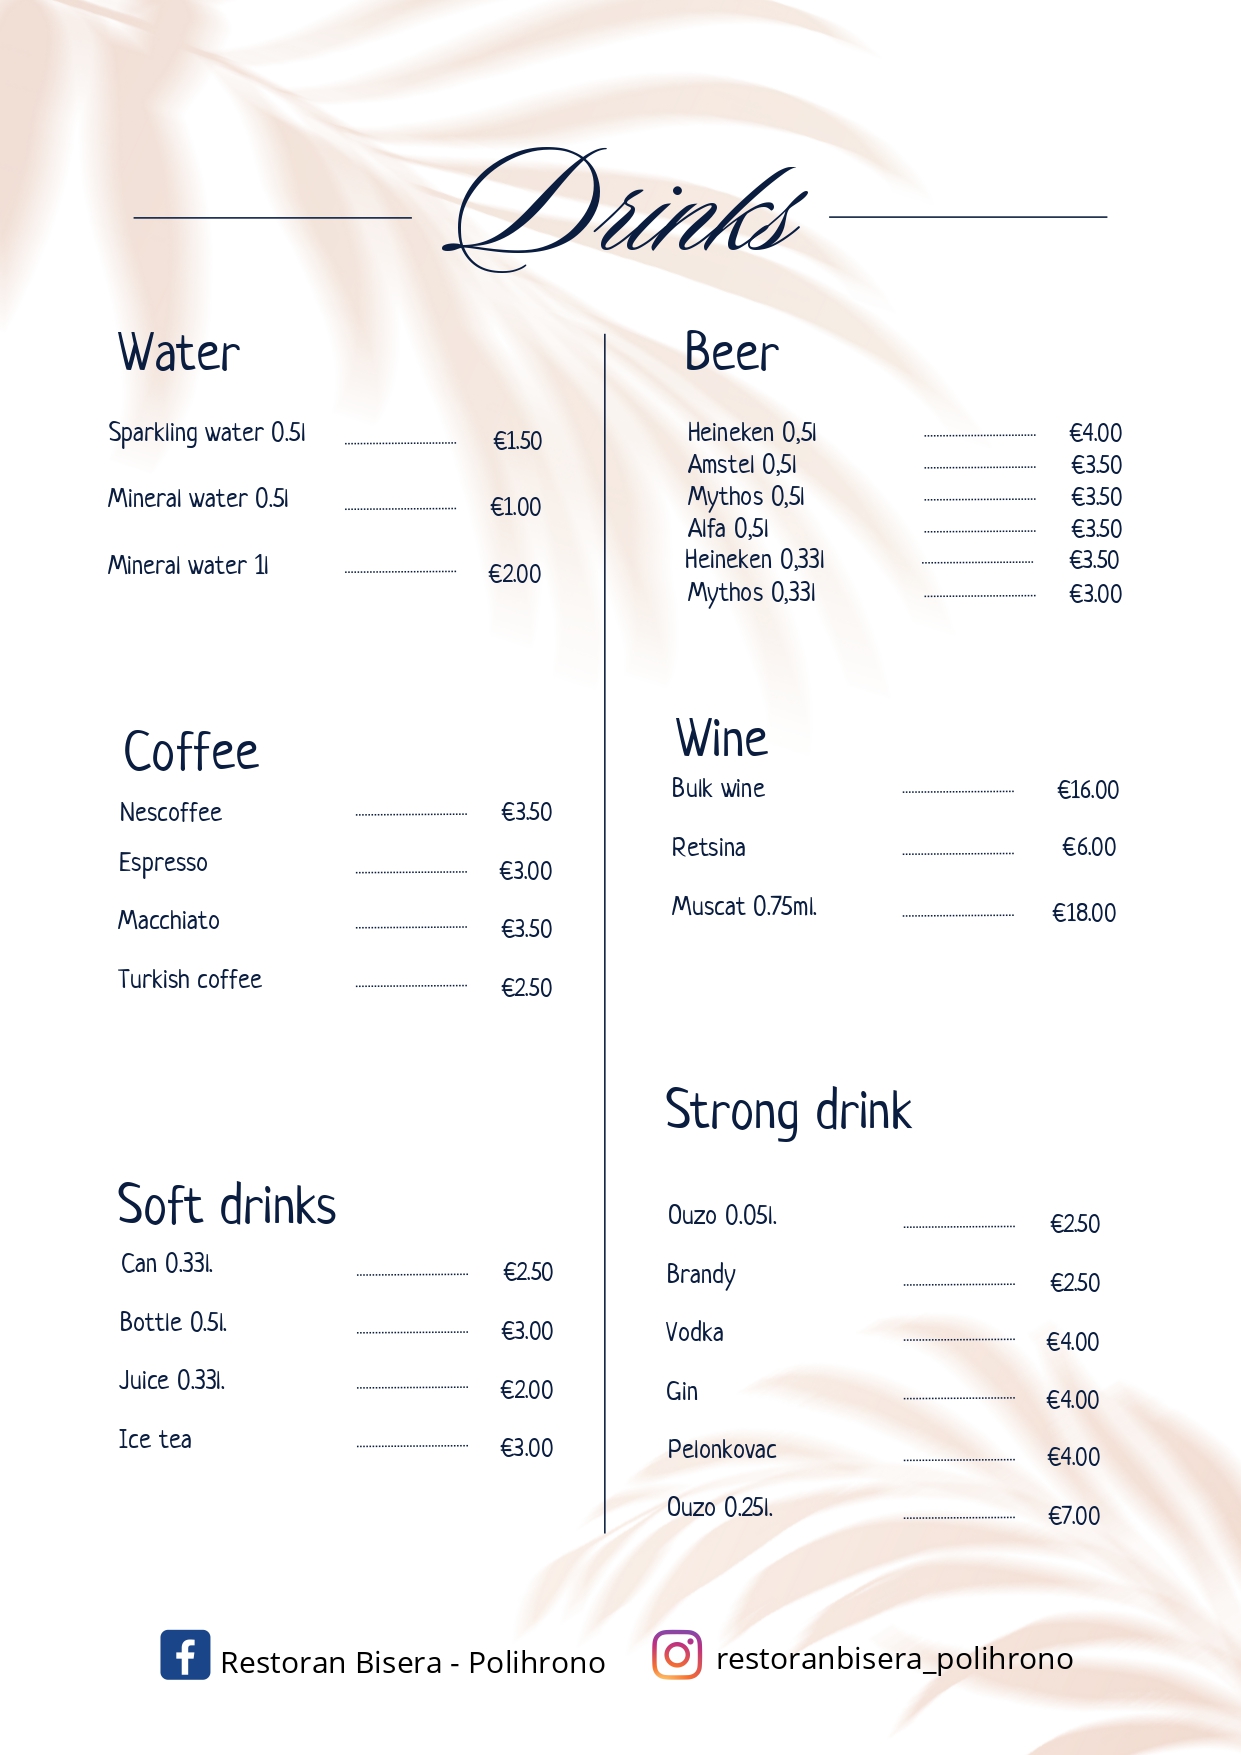 Drinks
Water
Sparkling water 0.5l €1.50
Mineral water 0.5l €1.00
Mineral water 1l €2.00
Coffee
Nescoffee €3.50
Espresso €3.00
Macchiato €3.50
Turkish coffee €2.50
Soft drinks
Can 0.33l. €2.50
Bottle 0.5l. €3.00
Juice 0.33l. €2.00
Ice tea €3.00
Beer
Heineken 0,5l €4.00
Amstel 0,5l €3.50
Mythos 0,5l €3.50
Alfa 0,5l €3.50
Heineken 0,33l €3.50
Mythos 0,33l €3.00
Wine
Bulk wine €16.00
Retsina €6.00
Muscat 0.75ml. €18.00
Strong drink
Ouzo 0.05l. €2.50
Brandy €2.50
Vodka €4.00
Gin €4.00
Pelonkovac €4.00
Ouzo 0.25l. €7.00
Restoran Bisera - Polihrono
restoranbisera_polihrono